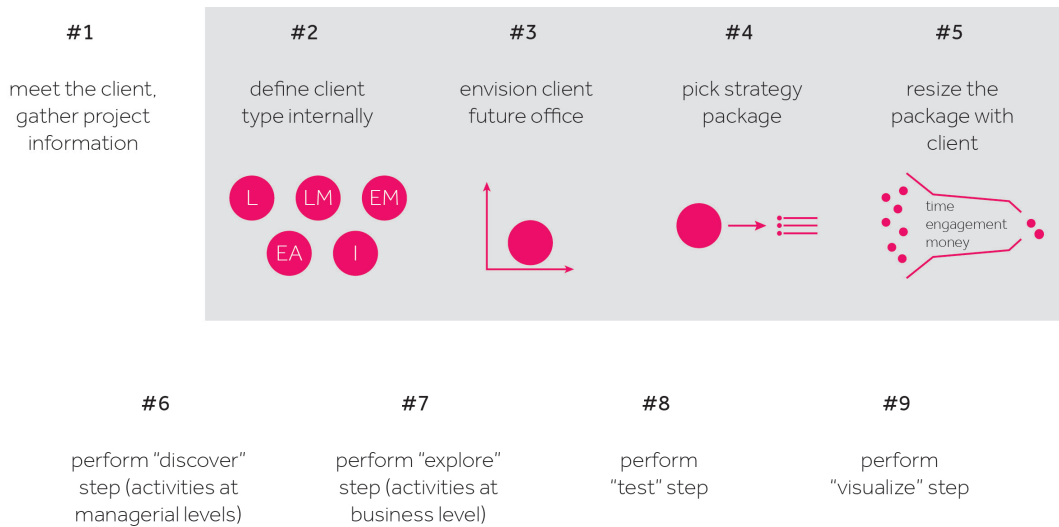 #1
meet the client,
gather project
information
#2
define client
type internally
L
LM
EM
EA
I
#3
envision client
future office
#4
pick strategy
package
#5
resize the
package with
client
time
engagement
money
#6
perform “discover”
step (activities at
managerial levels)
#7
perform “explore”
step (activities at
business level)
#8
perform
“test” step
#9
perform
“visualize” step